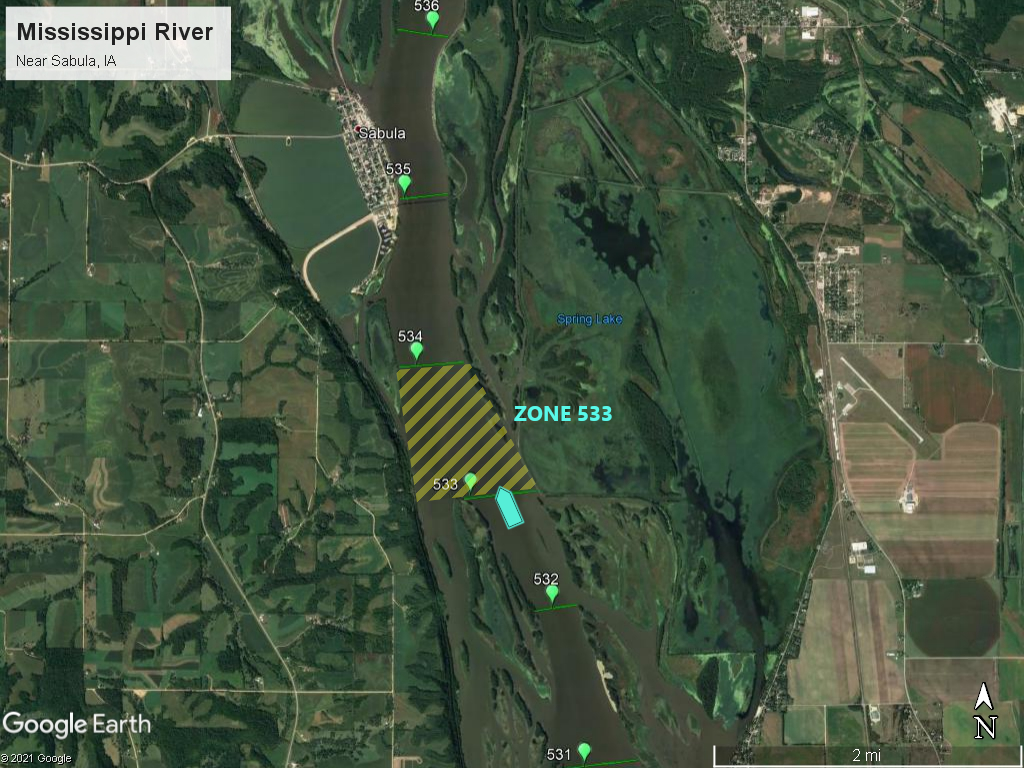 Mississippi River
Near Sabula, IA
536
Sabula
535
Spring Lake
534
ZONE 533
533
532
531
2 mi
N
Google Earth
© 2021 Google